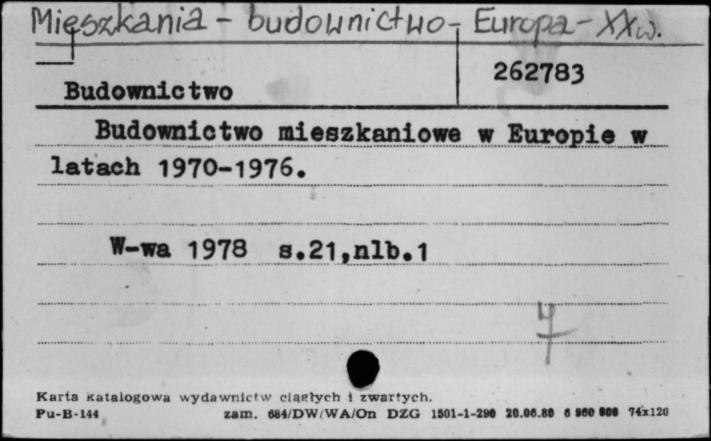 Mieszkania - budownictwo - Europa - XX w.
262783
Budownictwo
Budownictwo mieszkaniowe w Europie w
latach 1970-1976.
W-wa 1978 s.21,nlb.1
Karta katalogowa wydawnictw ciągłych i zwartych.
Pu-B-144 zam. 684/DW/WA/On DZG 1501-1-290 20.06.80 6 000 000 74x120